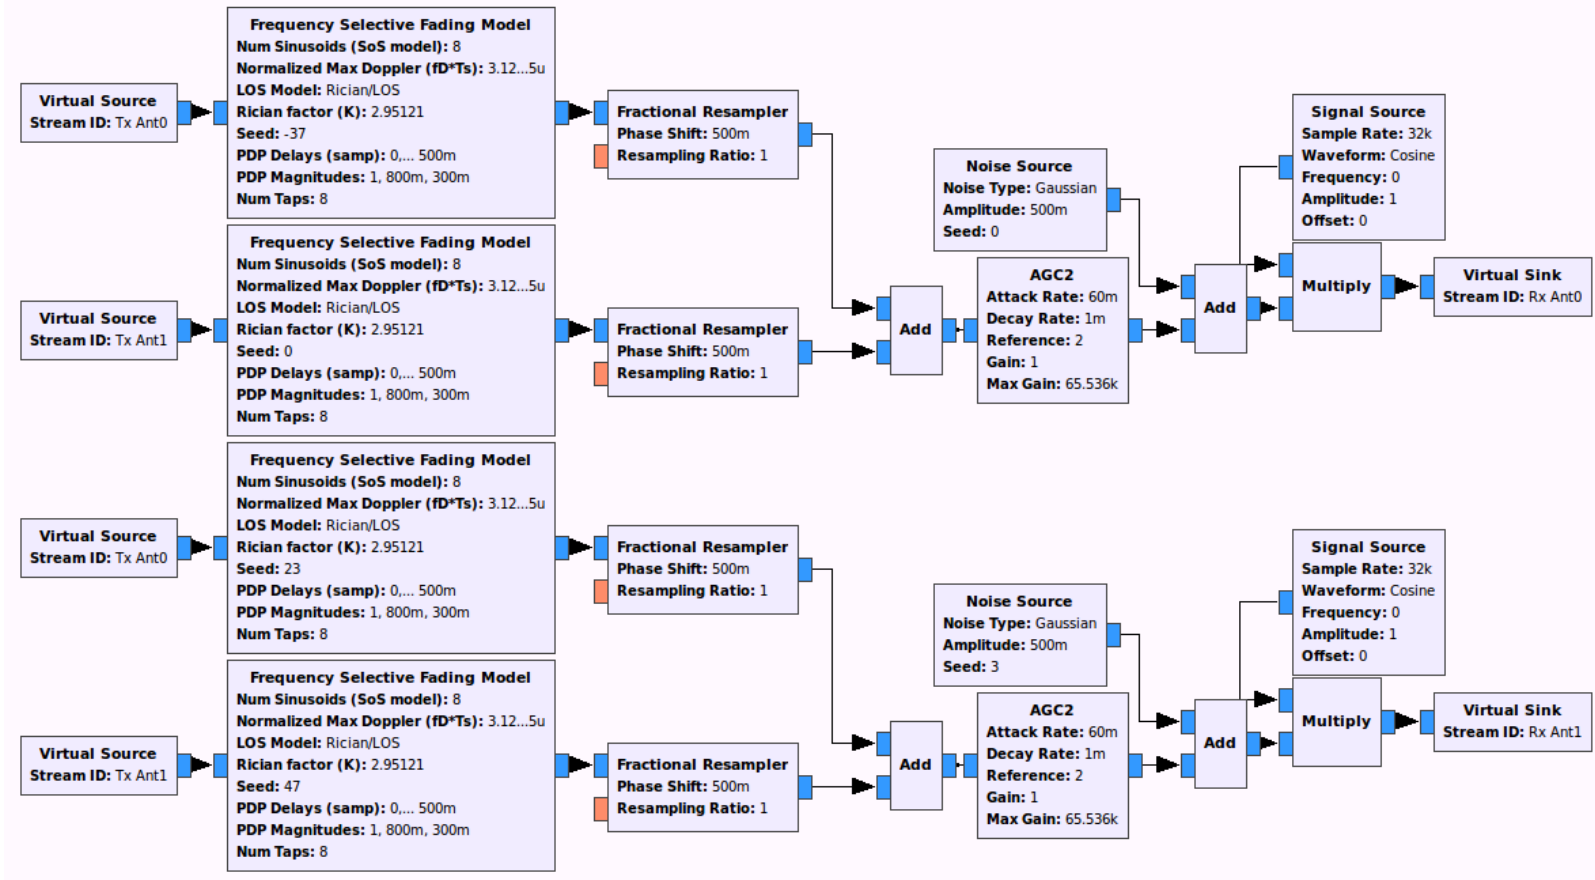 Virtual Source
Stream ID: Tx Ant0
Frequency Selective Fading Model
Num Sinusoids (SoS model): 8
Normalized Max Doppler (fD*Ts): 3.12...5u
LOS Model: Rician/LOS
Rician factor (K): 2.95121
Seed: -37
PDP Delays (samp): 0,... 500m
PDP Magnitudes: 1, 800m, 300m
Num Taps: 8
Fractional Resampler
Phase Shift: 500m
Resampling Ratio: 1
Virtual Source
Stream ID: Tx Ant1
Frequency Selective Fading Model
Num Sinusoids (SoS model): 8
Normalized Max Doppler (fD*Ts): 3.12...5u
LOS Model: Rician/LOS
Rician factor (K): 2.95121
Seed: 0
PDP Delays (samp): 0,... 500m
PDP Magnitudes: 1, 800m, 300m
Num Taps: 8
Fractional Resampler
Phase Shift: 500m
Resampling Ratio: 1
Add
Noise Source
Noise Type: Gaussian
Amplitude: 500m
Seed: 0
AGC2
Attack Rate: 60m
Decay Rate: 1m
Reference: 2
Gain: 1
Max Gain: 65.536k
Add
Signal Source
Sample Rate: 32k
Waveform: Cosine
Frequency: 0
Amplitude: 1
Offset: 0
Multiply
Virtual Sink
Stream ID: Rx Ant0
Virtual Source
Stream ID: Tx Ant0
Frequency Selective Fading Model
Num Sinusoids (SoS model): 8
Normalized Max Doppler (fD*Ts): 3.12...5u
LOS Model: Rician/LOS
Rician factor (K): 2.95121
Seed: 23
PDP Delays (samp): 0,... 500m
PDP Magnitudes: 1, 800m, 300m
Num Taps: 8
Fractional Resampler
Phase Shift: 500m
Resampling Ratio: 1
Virtual Source
Stream ID: Tx Ant1
Frequency Selective Fading Model
Num Sinusoids (SoS model): 8
Normalized Max Doppler (fD*Ts): 3.12...5u
LOS Model: Rician/LOS
Rician factor (K): 2.95121
Seed: 47
PDP Delays (samp): 0,... 500m
PDP Magnitudes: 1, 800m, 300m
Num Taps: 8
Fractional Resampler
Phase Shift: 500m
Resampling Ratio: 1
Add
Noise Source
Noise Type: Gaussian
Amplitude: 500m
Seed: 3
AGC2
Attack Rate: 60m
Decay Rate: 1m
Reference: 2
Gain: 1
Max Gain: 65.536k
Add
Signal Source
Sample Rate: 32k
Waveform: Cosine
Frequency: 0
Amplitude: 1
Offset: 0
Multiply
Virtual Sink
Stream ID: Rx Ant1